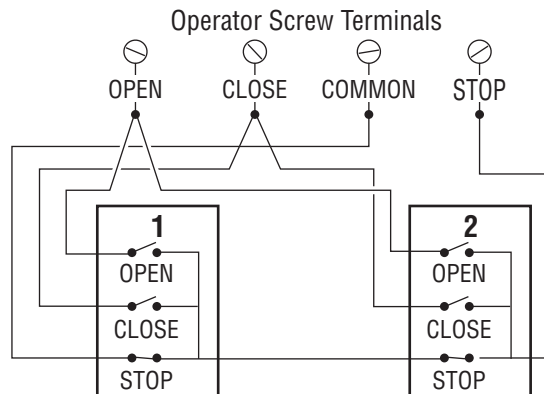 Operator Screw Terminals
OPEN CLOSE COMMON STOP
1 2
OPEN OPEN
CLOSE CLOSE
STOP STOP